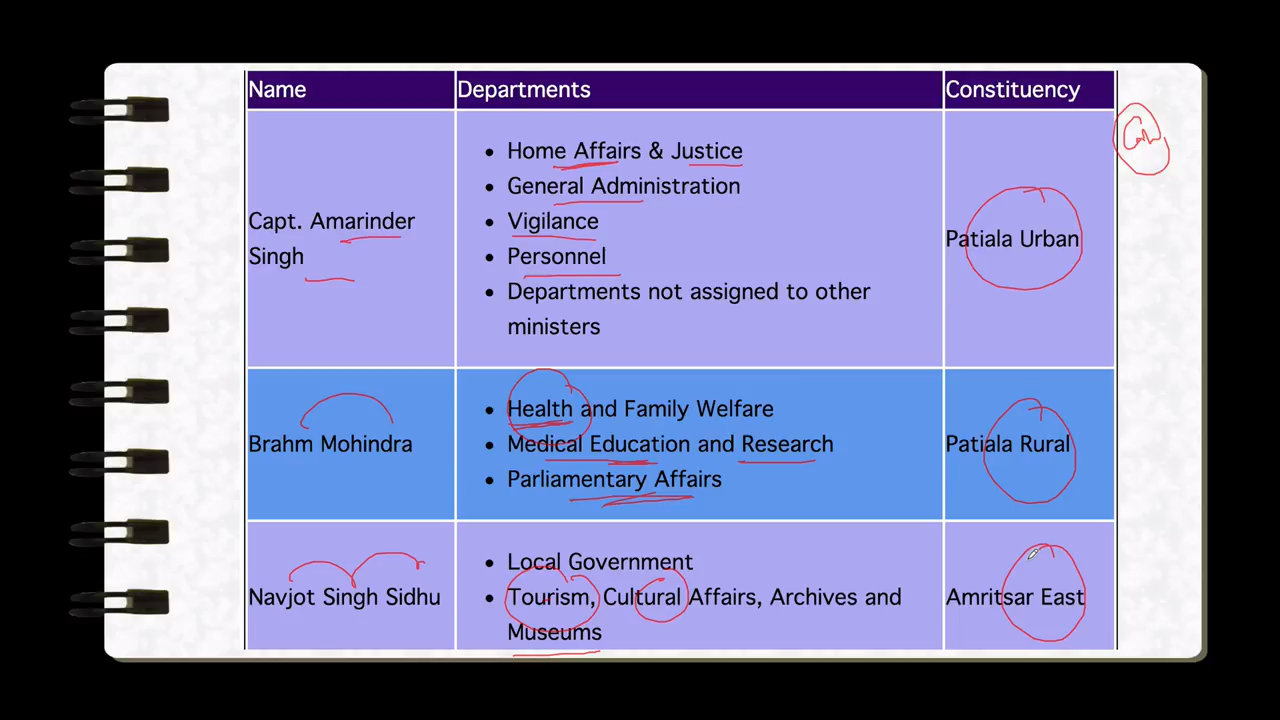 Name Departments Constituency
• Home Affairs & Justice
• General Administration
Capt. Amarinder • Vigilance
Patiala Urban
Singh • Personnel
• Departments not assigned to other
ministers
• Health and Family Welfare
Brahm Mohindra • Medical Education and Research Patiala Rural
• Parliamentary Affairs
• Local Government
Navjot Singh Sidhu • Tourism, Cultural Affairs, Archives and Amritsar East
Museums